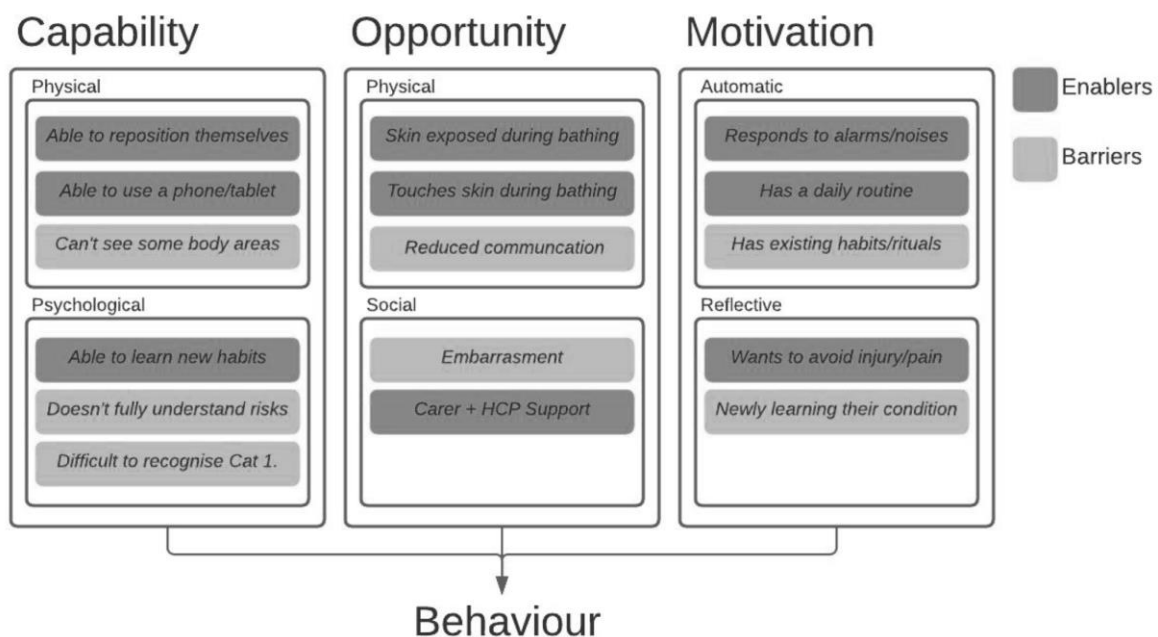 Capability
Physical
Able to reposition themselves
Able to use a phone/tablet
Can't see some body areas
Psychological
Able to learn new habits
Doesn't fully understand risks
Difficult to recognise Cat 1.
Opportunity
Physical
Skin exposed during bathing
Touches skin during bathing
Reduced communcation
Social
Embarrasment
Carer + HCP Support
Motivation
Automatic
Responds to alarms/noises
Has a daily routine
Has existing habits/rituals
Reflective
Wants to avoid injury/pain
Newly learning their condition
Enablers
Barriers
Behaviour